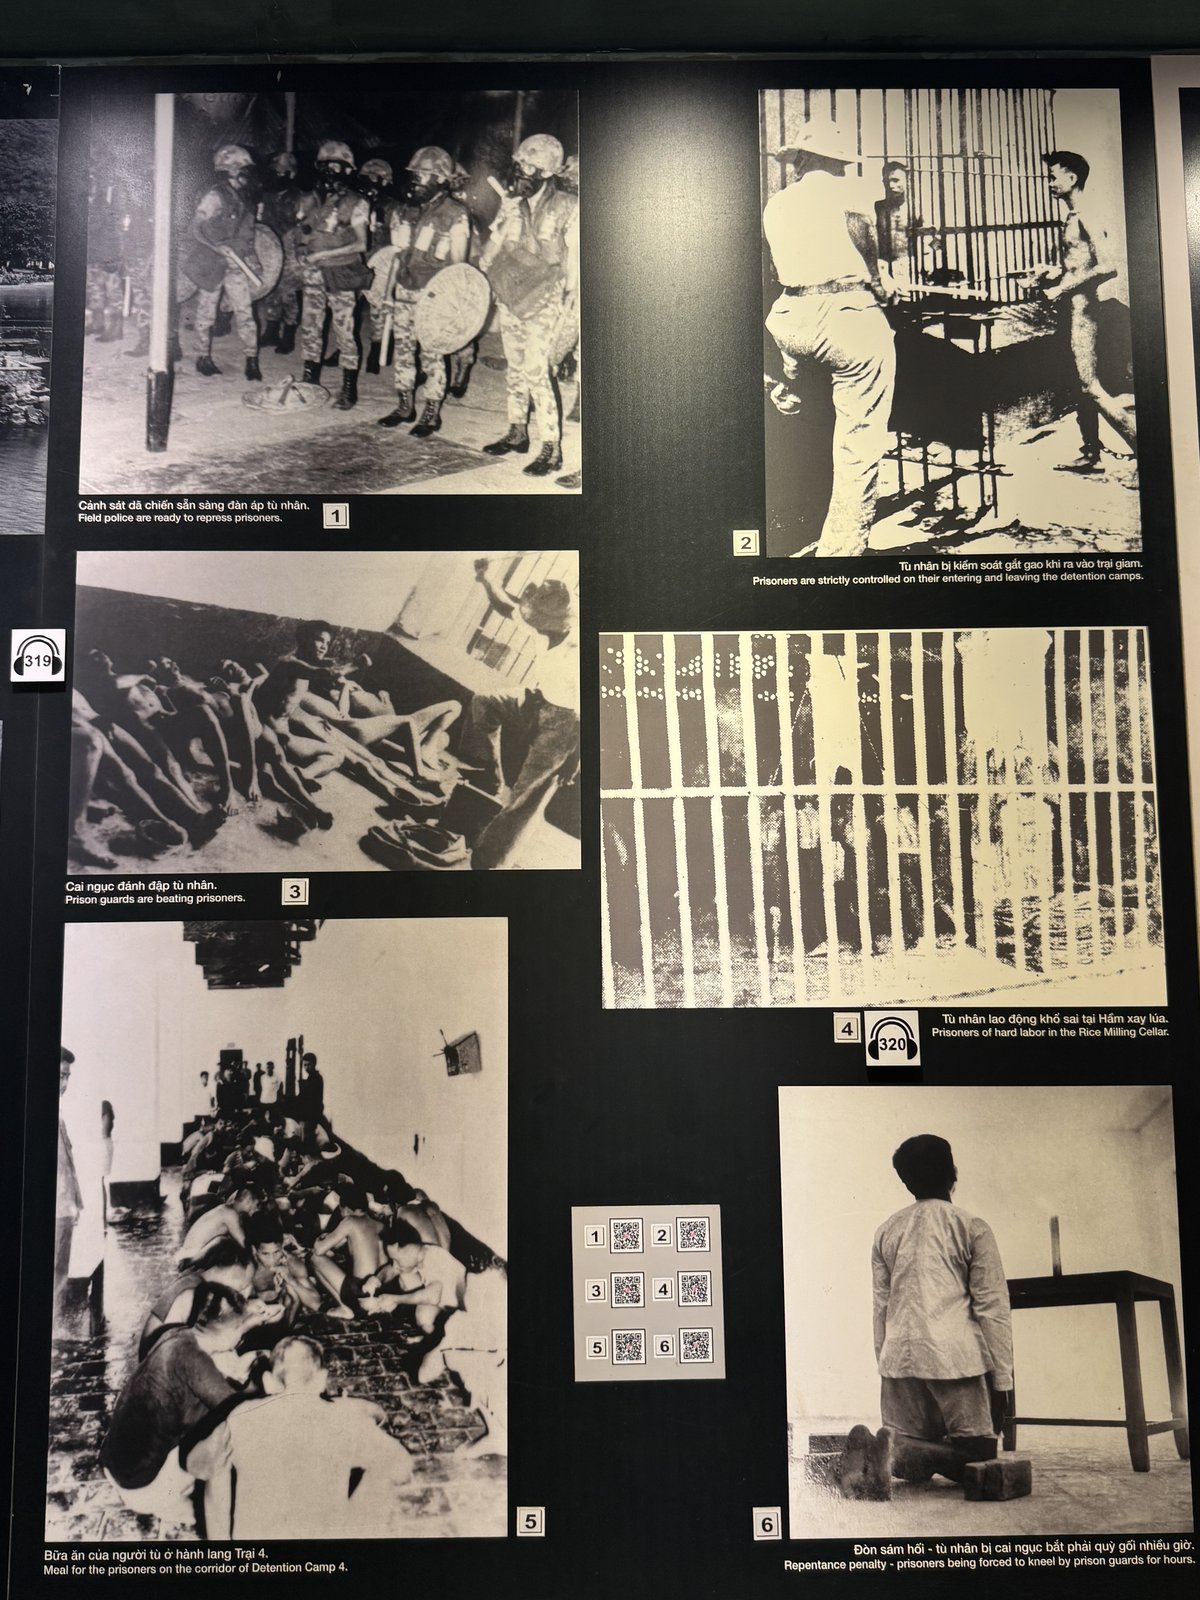 Cảnh sát dã chiến sẵn sàng đàn áp tù nhân.
Field police are ready to repress prisoners.
1
2
Tù nhân bị kiểm soát gắt gao khi ra vào trại giam.
Prisoners are strictly controlled on their entering and leaving the detention camps.
319
Cai ngục đánh đập tù nhân.
Prison guards are beating prisoners.
3
4
320
Tù nhân lao động khổ sai tại Hầm xay lúa.
Prisoners of hard labor in the Rice Milling Cellar.
1 2
3 4
5 6
5
Bữa ăn của người tù ở hành lang Trại 4.
Meal for the prisoners on the corridor of Detention Camp 4.
6
Đòn sám hối - tù nhân bị cai ngục bắt phải quỳ gối nhiều giờ.
Repentance penalty - prisoners being forced to kneel by prison guards for hours.